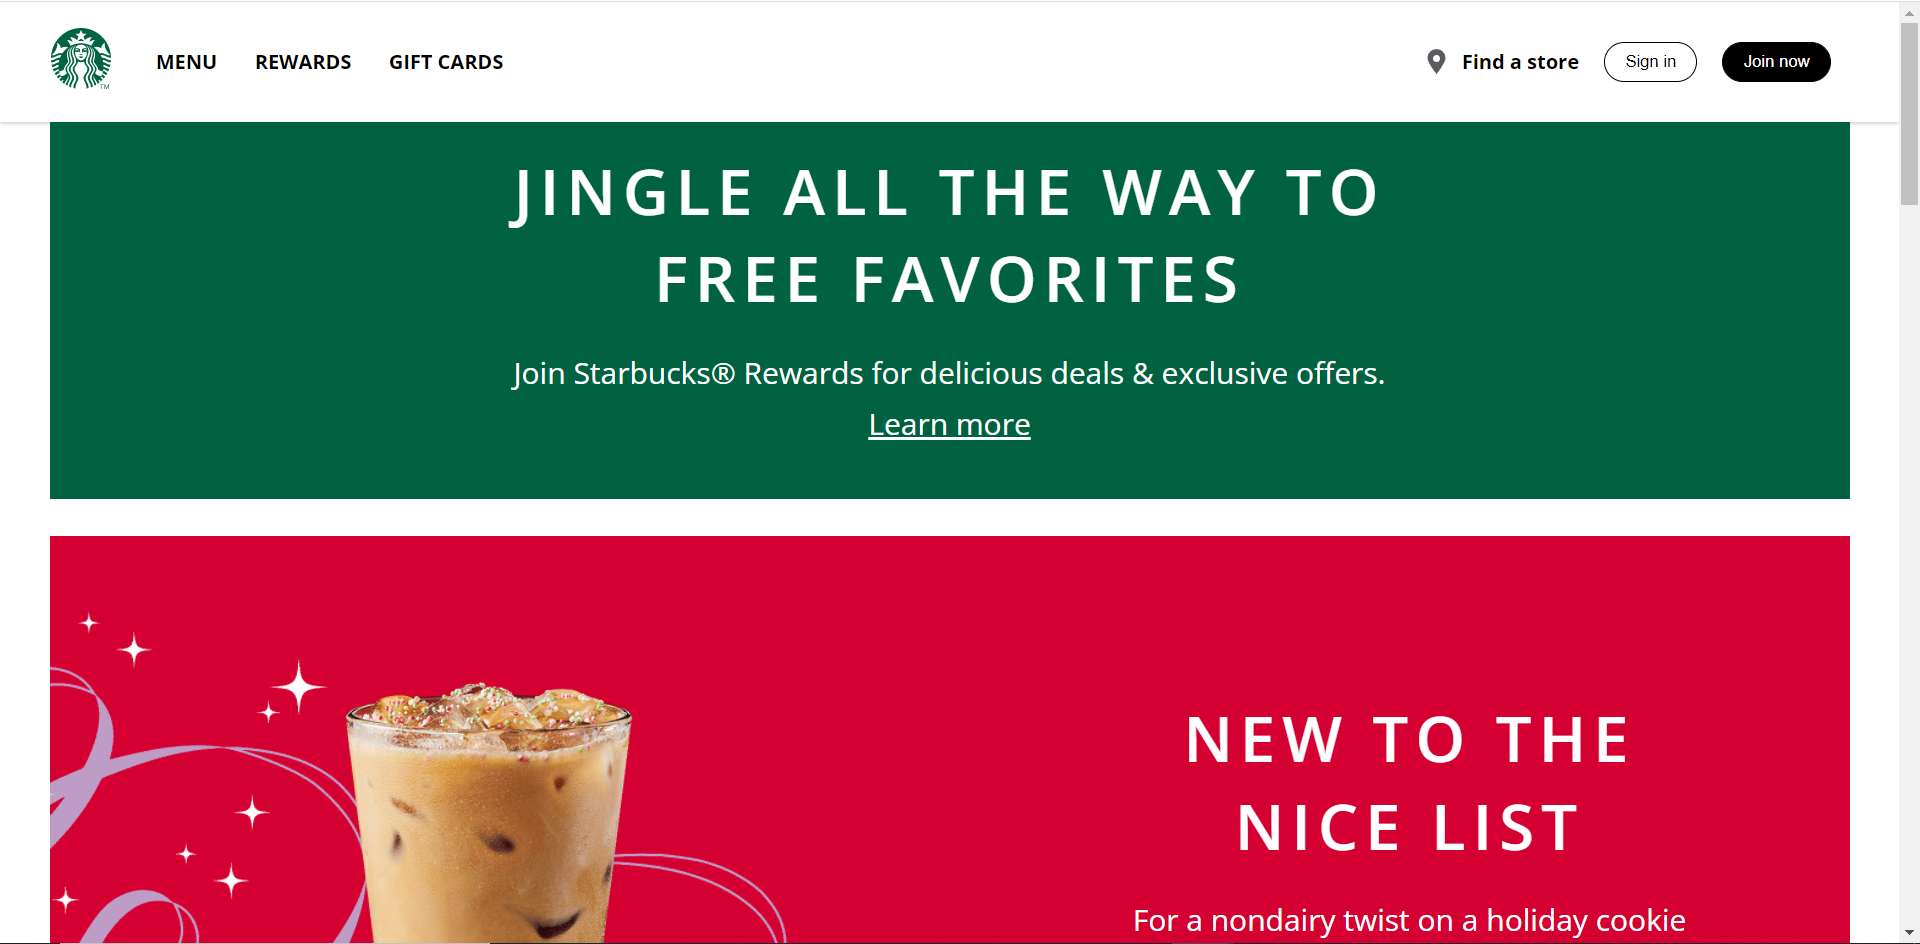 MENU REWARDS GIFT CARDS Find a store Sign in Join now
TM
JINGLE ALL THE WAY TO
FREE FAVORITES
Join Starbucks® Rewards for delicious deals & exclusive offers.
Learn more
NEW TO THE
NICE LIST
For a nondairy twist on a holiday cookie